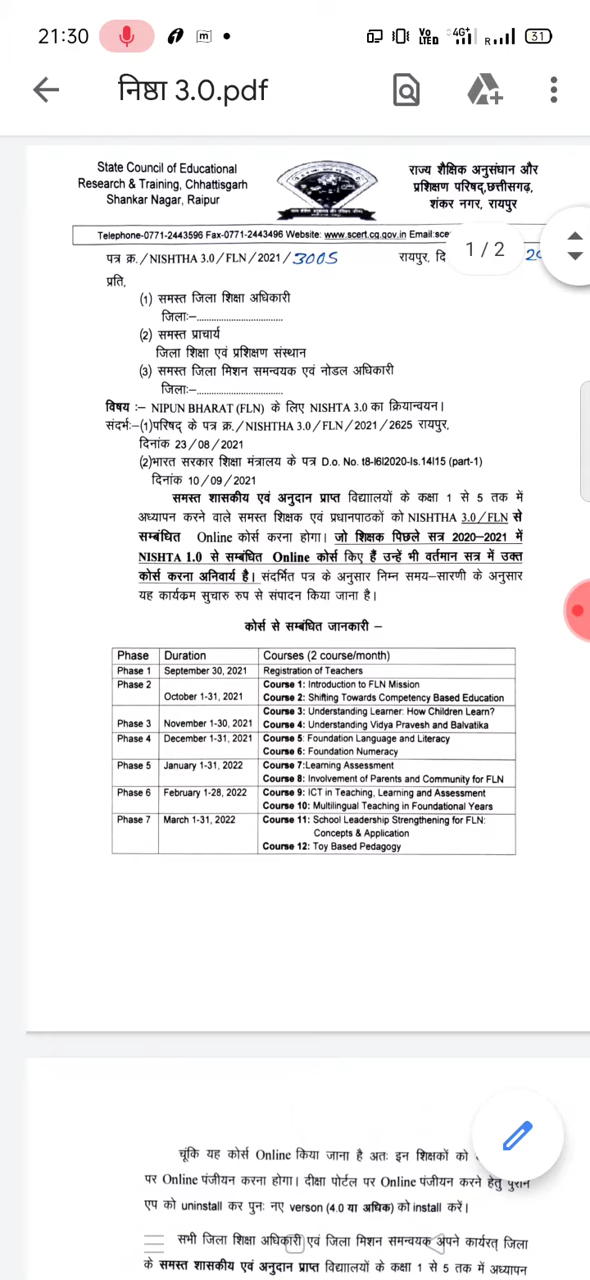 21:30
Vo LTED 4G+ R 31
निष्ठा 3.0.pdf
State Council of Educational
Research & Training, Chhattisgarh
Shankar Nagar, Raipur
राज्य शैक्षिक अनुसंधान और
प्रशिक्षण परिषद्,छत्तीसगढ़,
शंकर नगर, रायपुर
Telephone-0771-2443596 Fax-0771-2443496 Website: www.scert.cg.gov.in Email:sce
1 / 2
पत्र क्र./NISHTHA 3.0/FLN/2021/3005 रायपुर, दि
प्रति,
(1) समस्त जिला शिक्षा अधिकारी
जिलाः–.................................
(2) समस्त प्राचार्य
जिला शिक्षा एवं प्रशिक्षण संस्थान
(3) समस्त जिला मिशन समन्वयक एवं नोडल अधिकारी
जिलाः–.................................
विषय :– NIPUN BHARAT (FLN) के लिए NISHTA 3.0 का क्रियान्वयन।
संदर्भः–(1)परिषद् के पत्र क्र./NISHTHA 3.0/FLN/2021/2625 रायपुर,
दिनांक 23/08/2021
(2)भारत सरकार शिक्षा मंत्रालय के पत्र D.o. No. t8-I6I2020-Is.14I15 (part-1)
दिनांक 10/09/2021
समस्त शासकीय एवं अनुदान प्राप्त विद्यालियों के कक्षा 1 से 5 तक में
अध्यापन करने वाले समस्त शिक्षक एवं प्रधानपाठकों को NISHTHA 3.0/FLN से
सम्बंधित Online कोर्स करना होगा। जो शिक्षक पिछले सत्र 2020–2021 में
NISHTA 1.0 से सम्बंधित Online कोर्स किए हैं उन्हें भी वर्तमान सत्र में उक्त
कोर्स करना अनिवार्य है। संदर्भित पत्र के अनुसार निम्न समय–सारणी के अनुसार
यह कार्यक्रम सुचारु रुप से संपादन किया जाना है।
कोर्स से सम्बंधित जानकारी –
Phase Duration Courses (2 course/month)
Phase 1 September 30, 2021 Registration of Teachers
Phase 2 Course 1: Introduction to FLN Mission
October 1-31, 2021 Course 2: Shifting Towards Competency Based Education
Course 3: Understanding Learner: How Children Learn?
Phase 3 November 1-30, 2021 Course 4: Understanding Vidya Pravesh and Balvatika
Phase 4 December 1-31, 2021 Course 5: Foundation Language and Literacy
Course 6: Foundation Numeracy
Phase 5 January 1-31, 2022 Course 7:Learning Assessment
Course 8: Involvement of Parents and Community for FLN
Phase 6 February 1-28, 2022 Course 9: ICT in Teaching, Learning and Assessment
Course 10: Multilingual Teaching in Foundational Years
Phase 7 March 1-31, 2022 Course 11: School Leadership Strengthening for FLN:
Concepts & Application
Course 12: Toy Based Pedagogy
चूंकि यह कोर्स Online किया जाना है अतः इन शिक्षकों को
पर Online पंजीयन करना होगा। दीक्षा पोर्टल पर Online पंजीयन करने हेतु पुराने
एप को uninstall कर पुनः नए verson (4.0 या अधिक) को install करें।
सभी जिला शिक्षा अधिकारी एवं जिला मिशन समन्वयक अपने कार्यरत् जिला
के समस्त शासकीय एवं अनुदान प्राप्त विद्यालियों के कक्षा 1 से 5 तक में अध्यापन